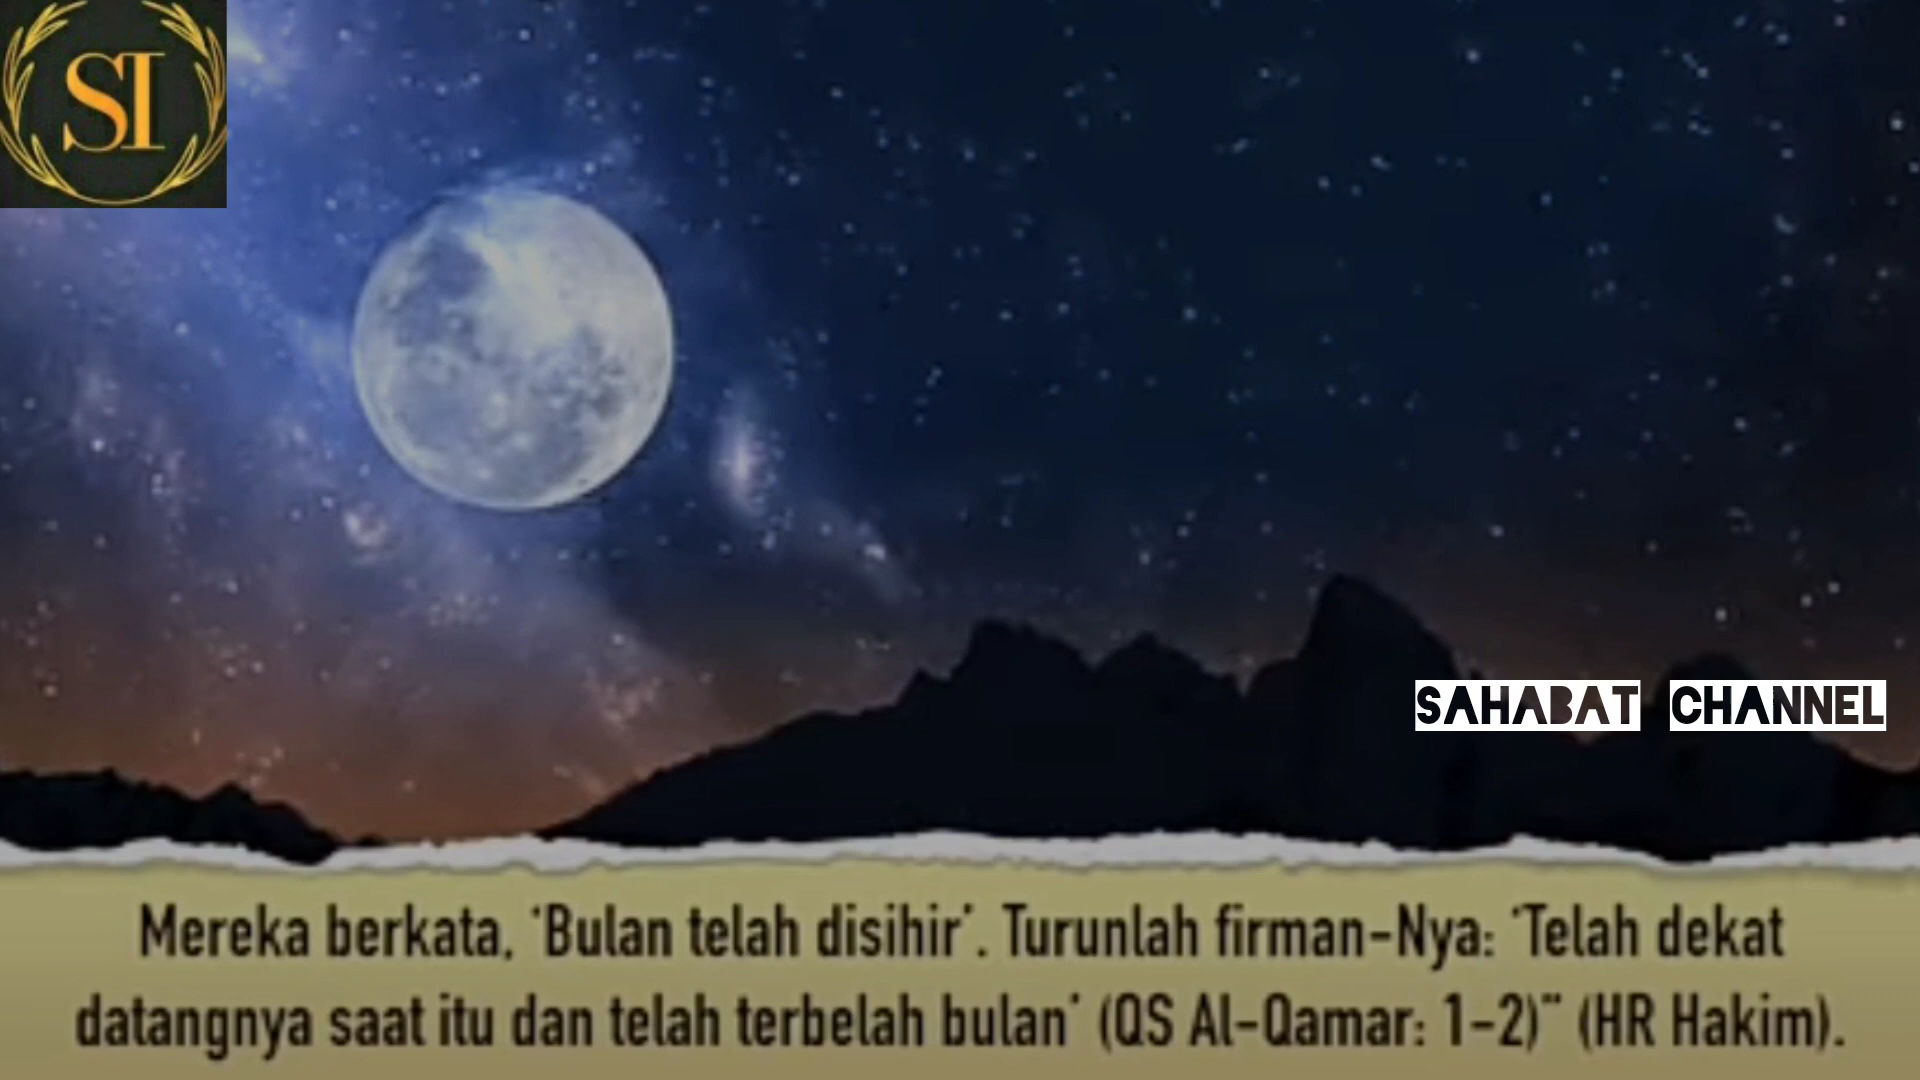 SI
SAHABAT CHANNEL
Mereka berkata, 'Bulan telah disihir'. Turunlah firman-Nya: 'Telah dekat
datangnya saat itu dan telah terbelah bulan' (QS Al-Qamar: 1-2)" (HR Hakim).